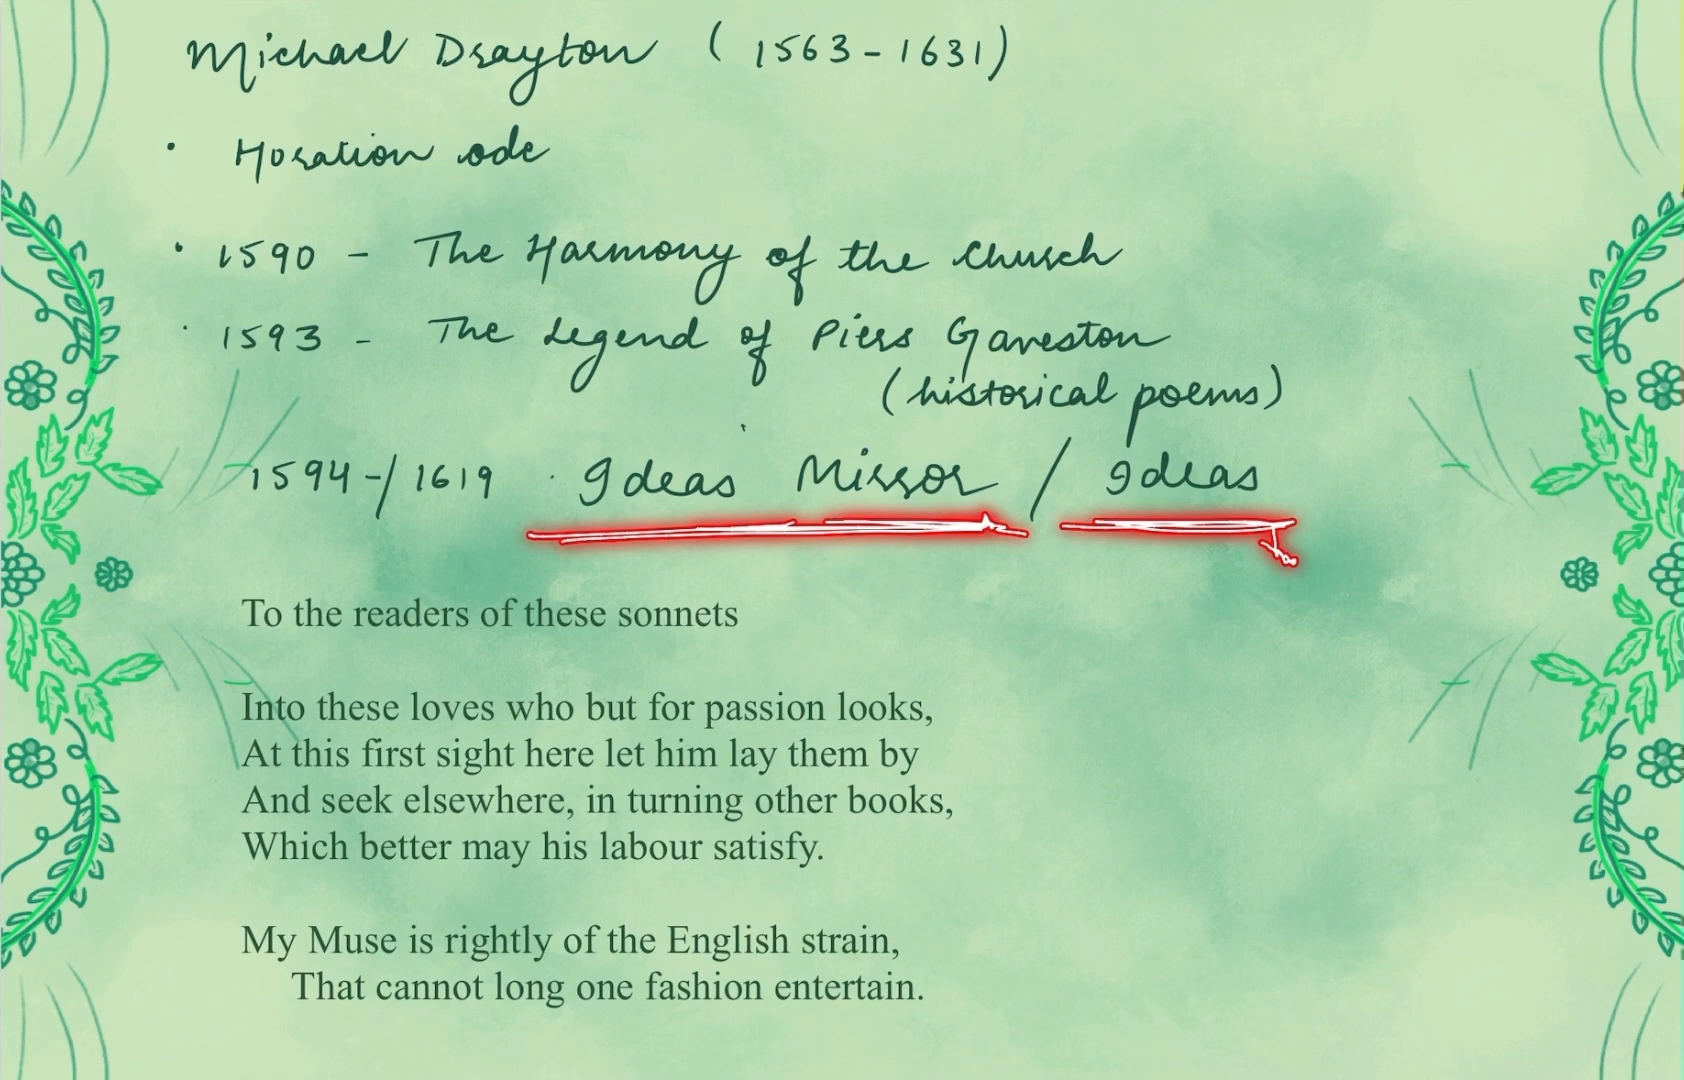 Michael Drayton (1563-1631)
· Horation ode
· 1590 - The Harmony of the Church
· 1593 - The Legend of Piers Gaveston
(historical poems)
1594-/1619 · Ideas Mirror / Ideas
To the readers of these sonnets
Into these loves who but for passion looks,
At this first sight here let him lay them by
And seek elsewhere, in turning other books,
Which better may his labour satisfy.
My Muse is rightly of the English strain,
That cannot long one fashion entertain.